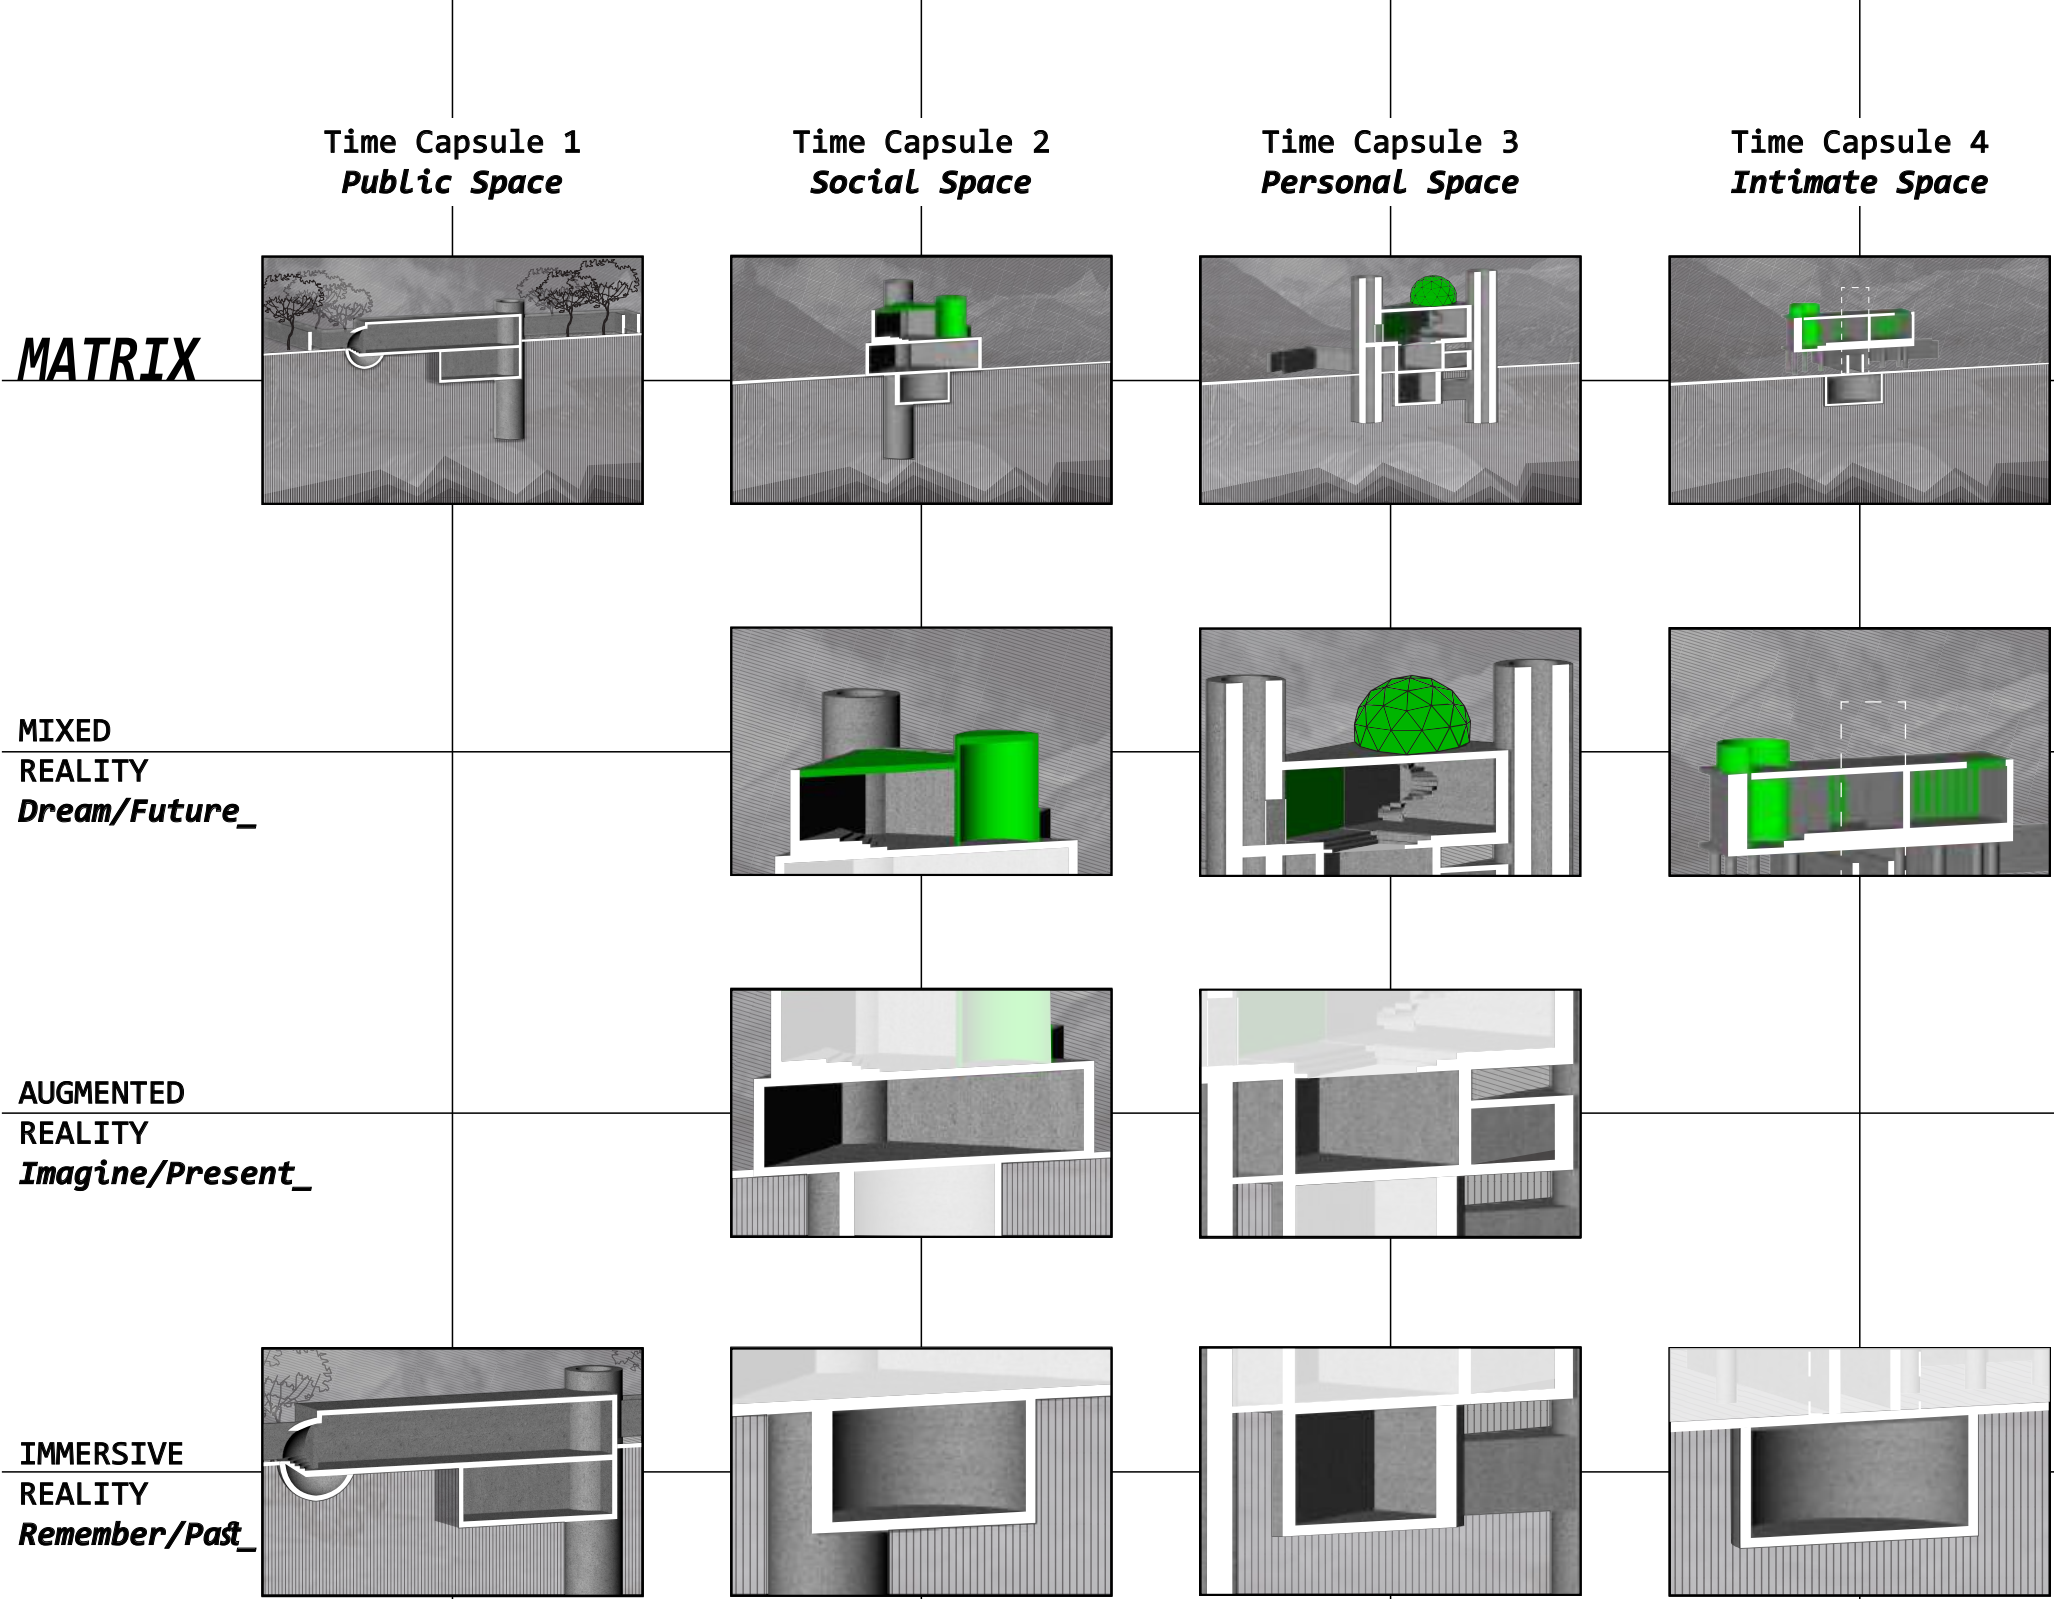 Time Capsule 1
Public Space
Time Capsule 2
Social Space
Time Capsule 3
Personal Space
Time Capsule 4
Intimate Space
MATRIX
MIXED
REALITY
Dream/Future_
AUGMENTED
REALITY
Imagine/Present_
IMMERSIVE
REALITY
Remember/Past_